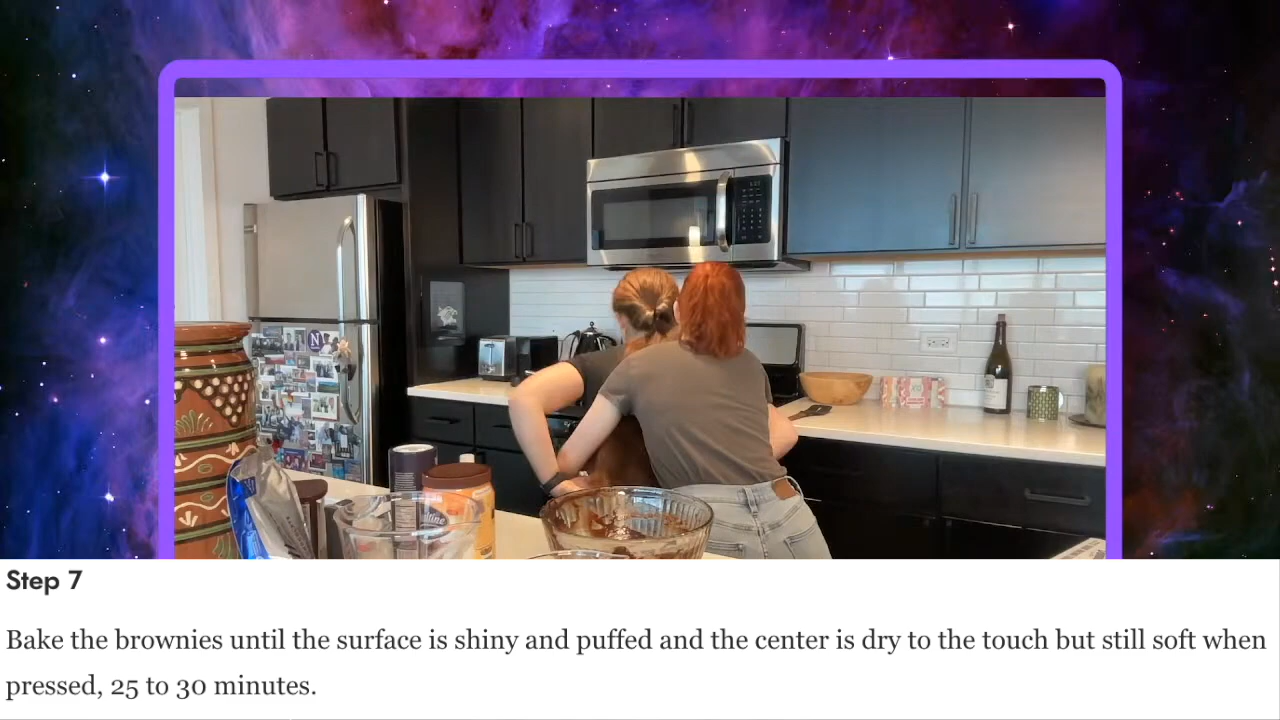 N
Step 7
Bake the brownies until the surface is shiny and puffed and the center is dry to the touch but still soft when
pressed, 25 to 30 minutes.